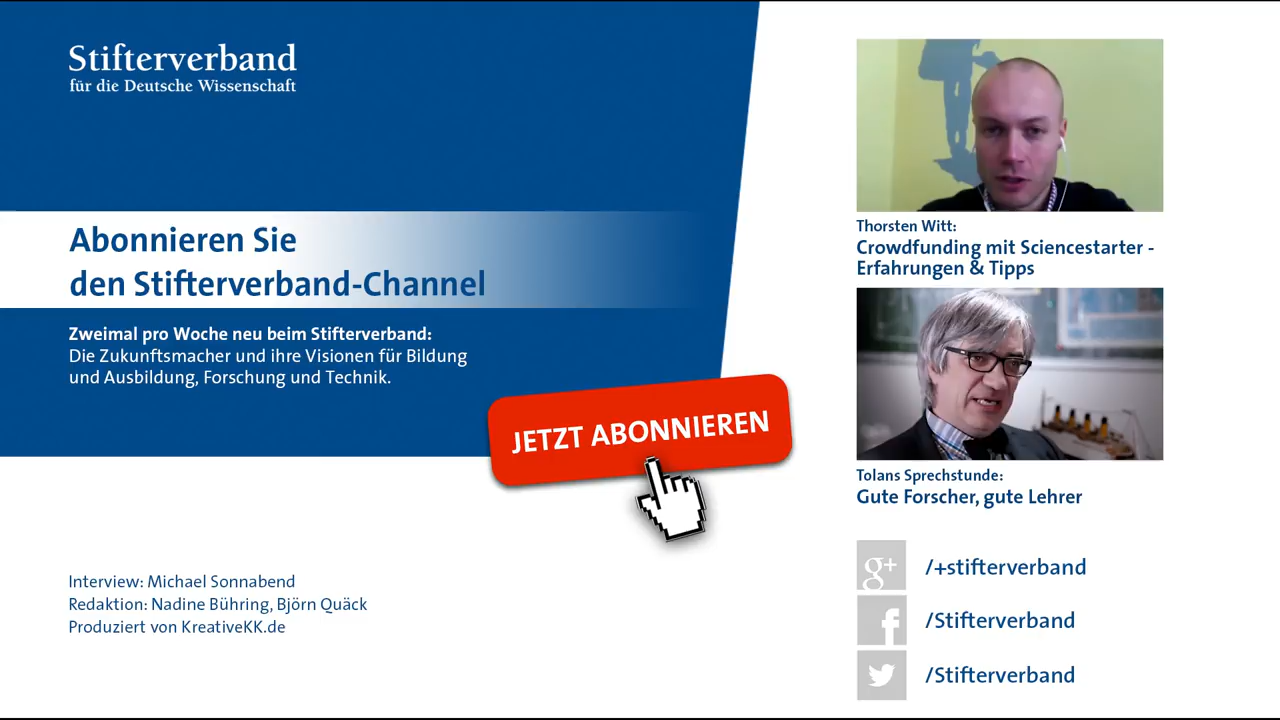 Stifterverband
für die Deutsche Wissenschaft
Abonnieren Sie
den Stifterverband-Channel
Zweimal pro Woche neu beim Stifterverband:
Die Zukunftsmacher und ihre Visionen für Bildung
und Ausbildung, Forschung und Technik.
JETZT ABONNIEREN
Interview: Michael Sonnabend
Redaktion: Nadine Bühring, Björn Quäck
Produziert von KreativeKK.de
Thorsten Witt:
Crowdfunding mit Sciencestarter -
Erfahrungen & Tipps
Tolans Sprechstunde:
Gute Forscher, gute Lehrer
g+ /+stifterverband
f /Stifterverband
/Stifterverband